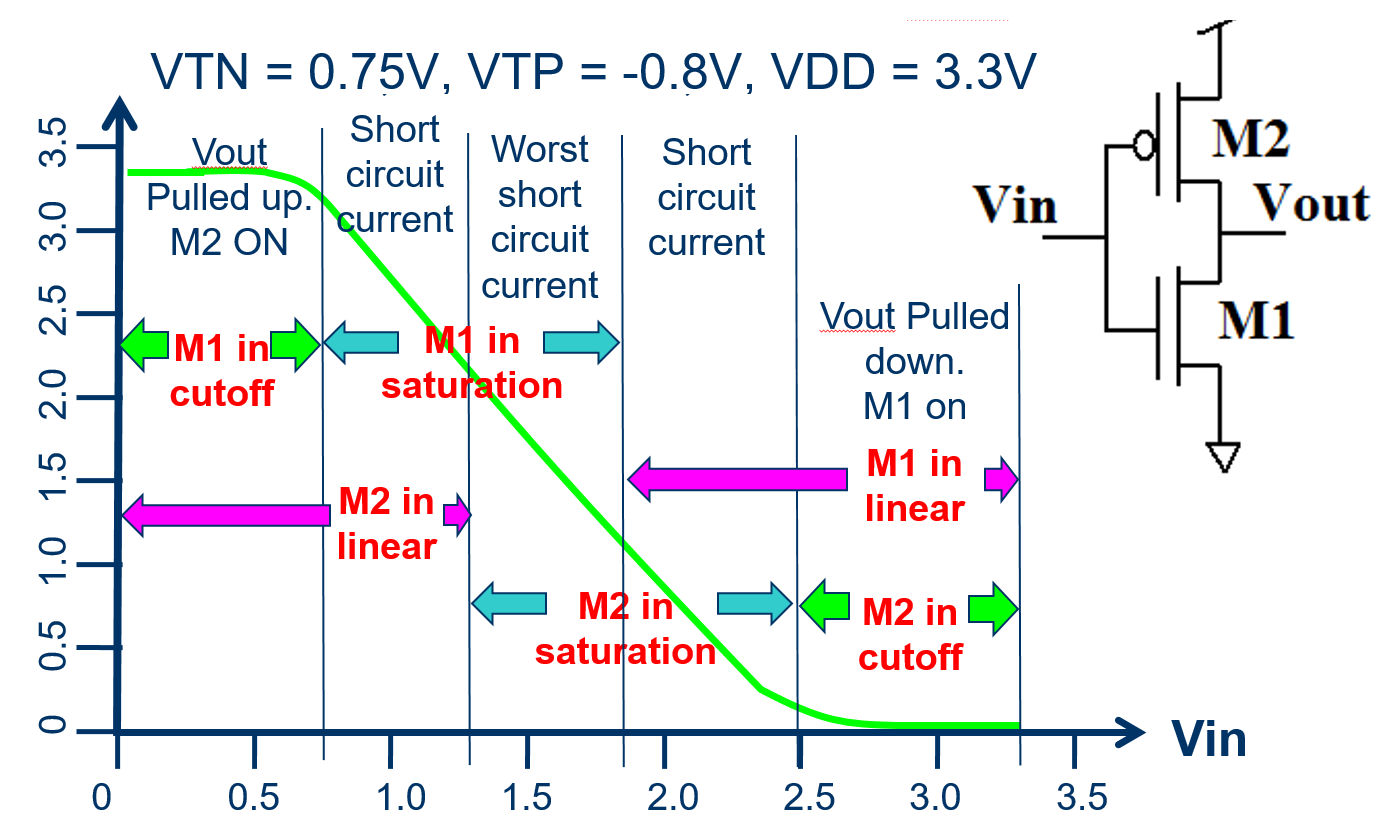 VTN = 0.75V, VTP = -0.8V, VDD = 3.3V
Vout
Pulled up.
M2 ON
Short
circuit
current
Worst
short
circuit
current
Short
circuit
current
Vout Pulled
down.
M1 on
M1 in
cutoff
M1 in
saturation
M2 in
linear
M1 in
linear
M2 in
saturation
M2 in
cutoff
3.5
3.0
2.5
2.0
1.5
1.0
0.5
0
0
0.5
1.0
1.5
2.0
2.5
3.0
3.5
Vin
M2
Vin
Vout
M1